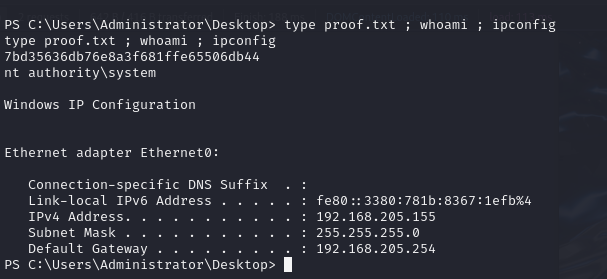 PS C:\Users\Administrator\Desktop> type proof.txt ; whoami ; ipconfig
type proof.txt ; whoami ; ipconfig
7bd35636db76e8a3f681ffe65506db44
nt authority\system
Windows IP Configuration
Ethernet adapter Ethernet0:
Connection-specific DNS Suffix  . :
Link-local IPv6 Address . . . . . : fe80::3380:781b:8367:1efb%4
IPv4 Address. . . . . . . . . . . : 192.168.205.155
Subnet Mask . . . . . . . . . . . : 255.255.255.0
Default Gateway . . . . . . . . . : 192.168.205.254
PS C:\Users\Administrator\Desktop>